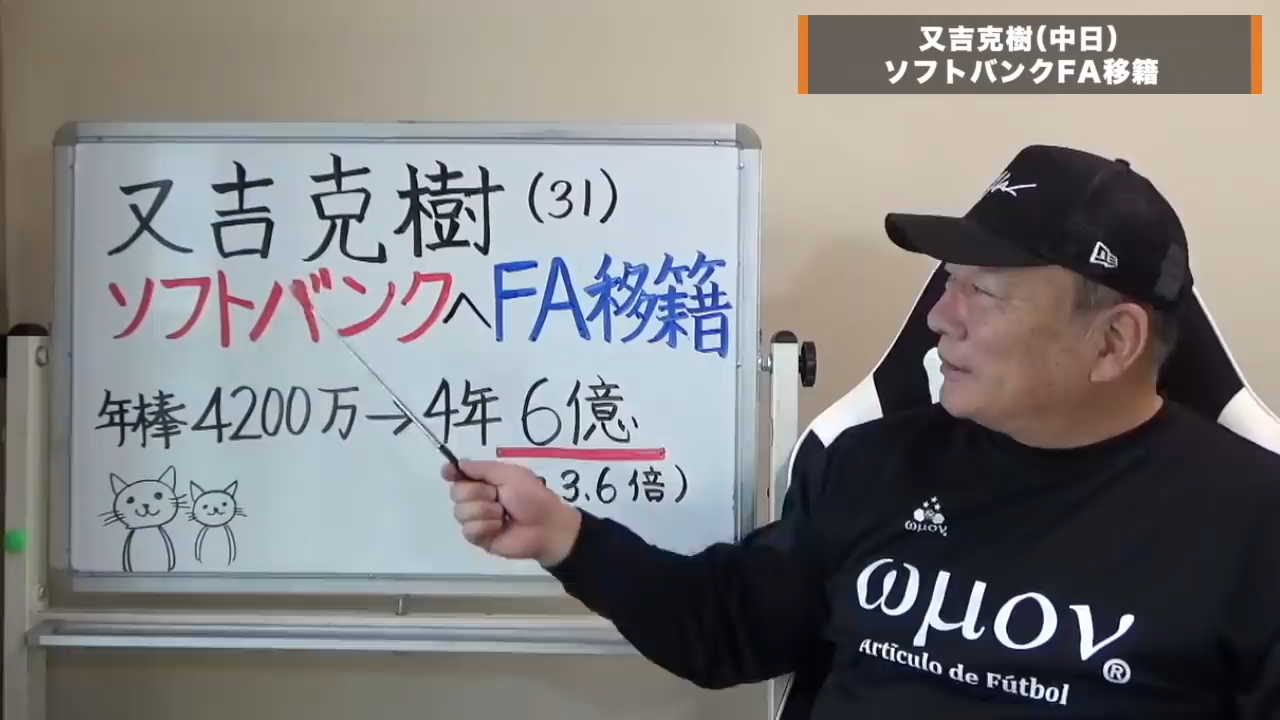 又吉克樹(中日)
ソフトバンクFA移籍
又吉克樹(31)
ソフトバンクへFA移籍
年棒4200万→4年6億
3.6倍)
ωμον
ωμον®
Artículo de Fútbol